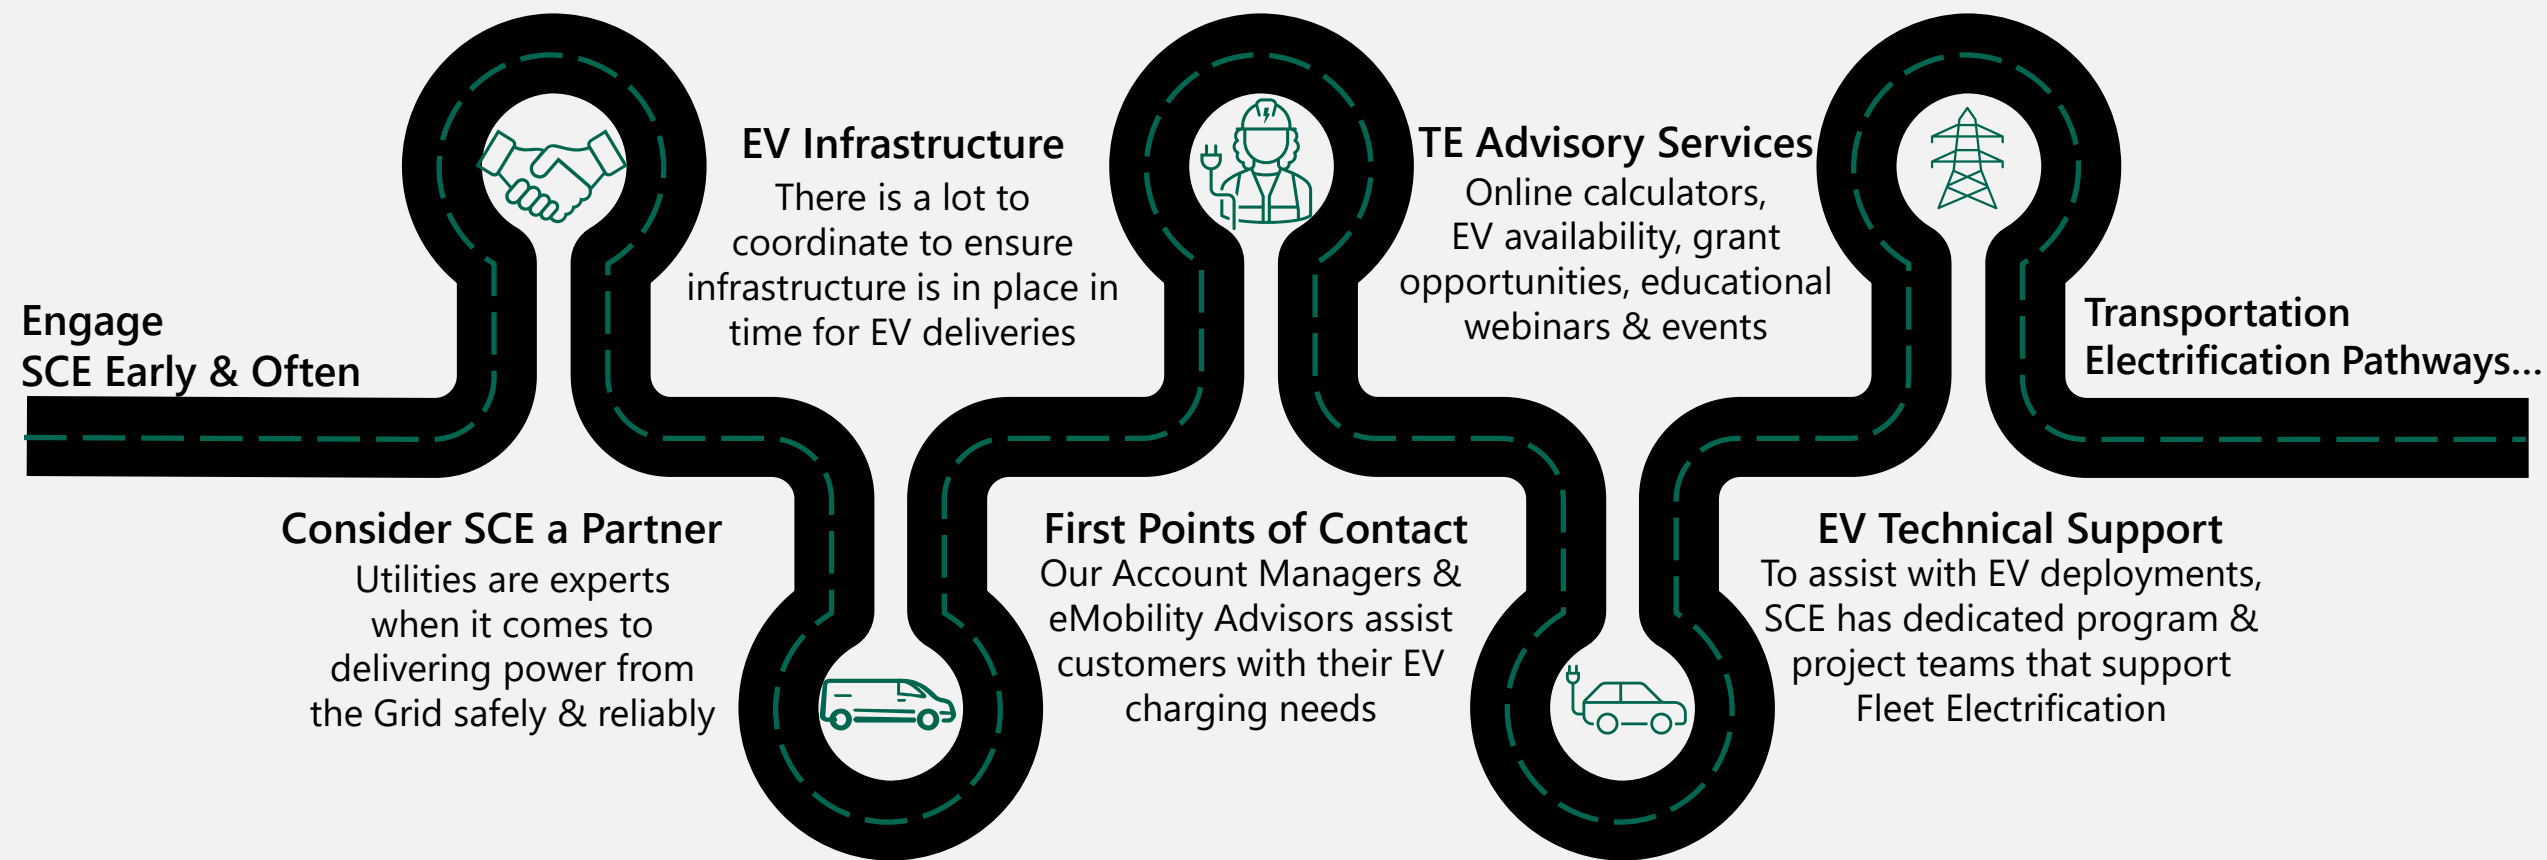 Engage
SCE Early & Often
Consider SCE a Partner
Utilities are experts
when it comes to
delivering power from
the Grid safely & reliably
EV Infrastructure
There is a lot to
coordinate to ensure
infrastructure is in place in
time for EV deliveries
First Points of Contact
Our Account Managers &
eMobility Advisors assist
customers with their EV
charging needs
TE Advisory Services
Online calculators,
EV availability, grant
opportunities, educational
webinars & events
EV Technical Support
To assist with EV deployments,
SCE has dedicated program &
project teams that support
Fleet Electrification
Transportation
Electrification Pathways...